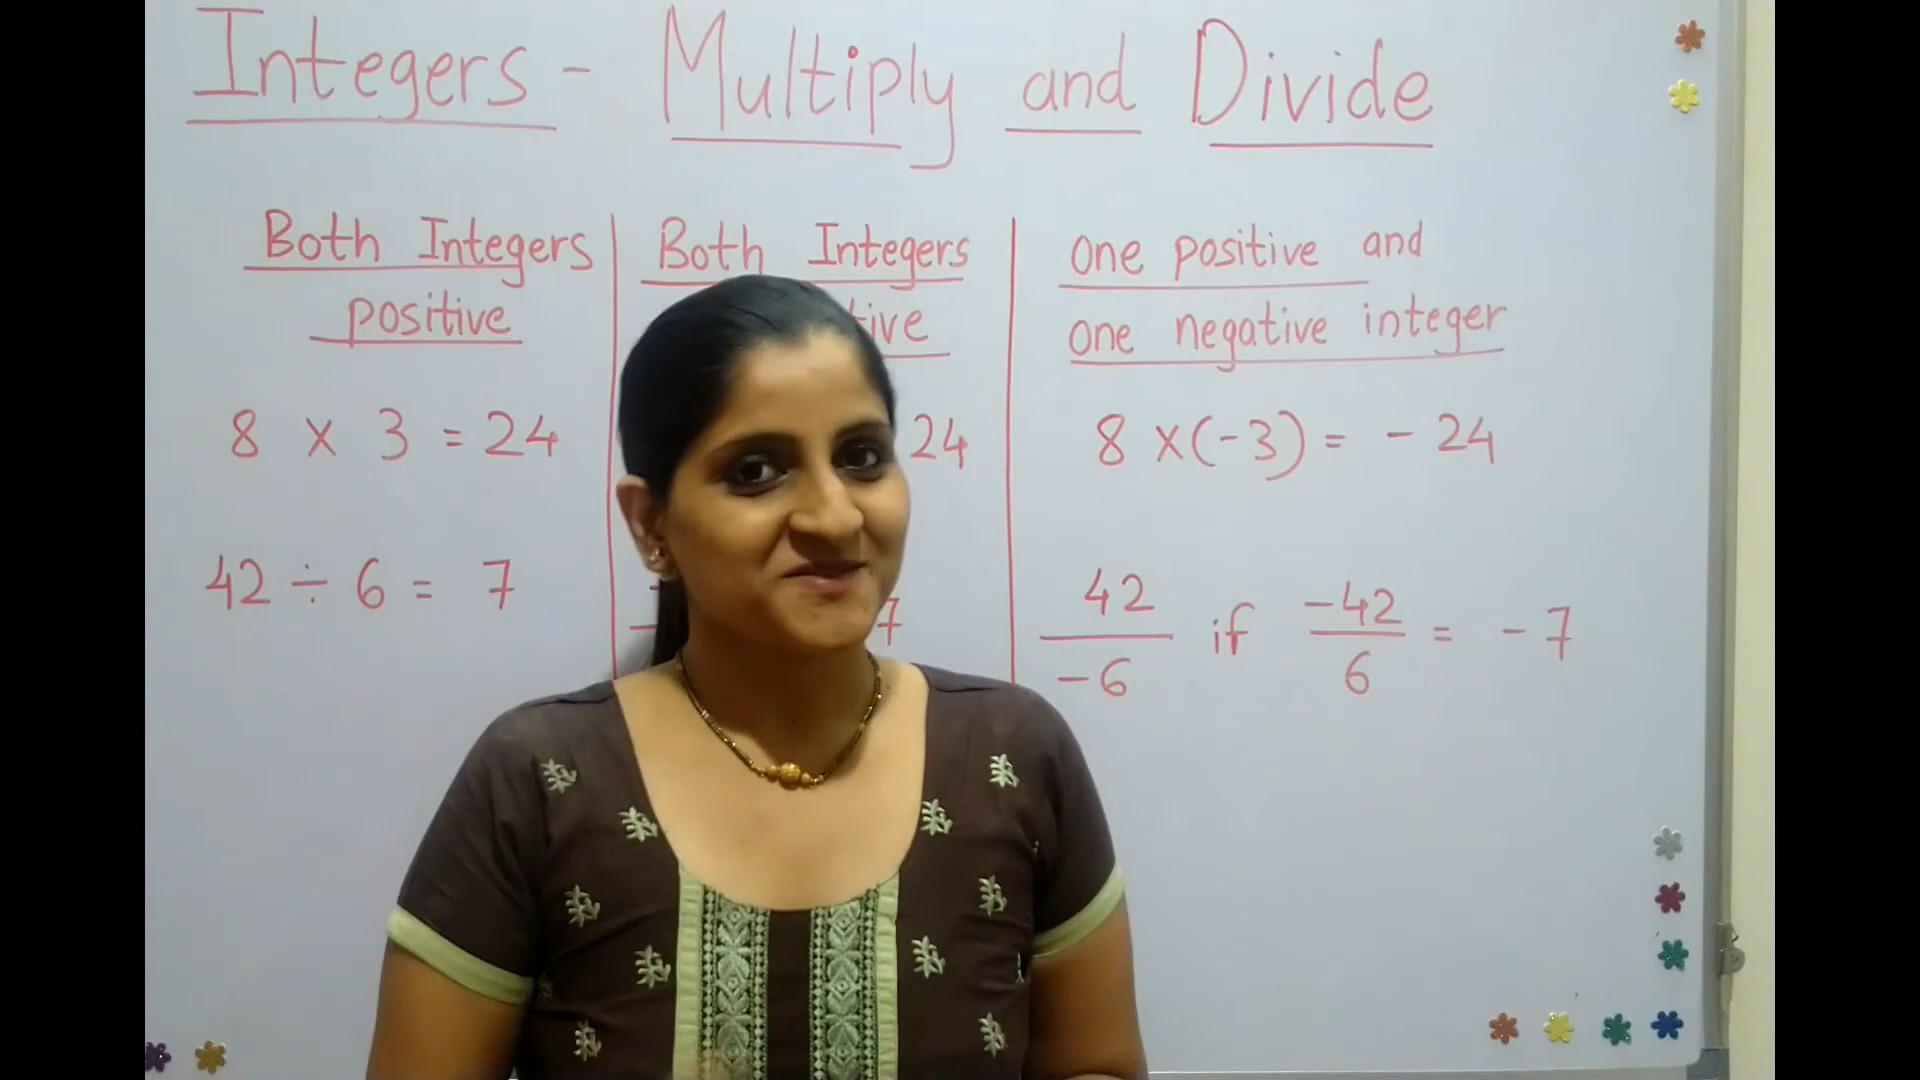 Integers - Multiply and Divide
Both Integers
positive
8 x 3 = 24
42 ÷ 6 = 7
Both Integers
24
7
One positive and
one negative integer
8 x (-3) = - 24
42
-6
if
-42
6
= - 7